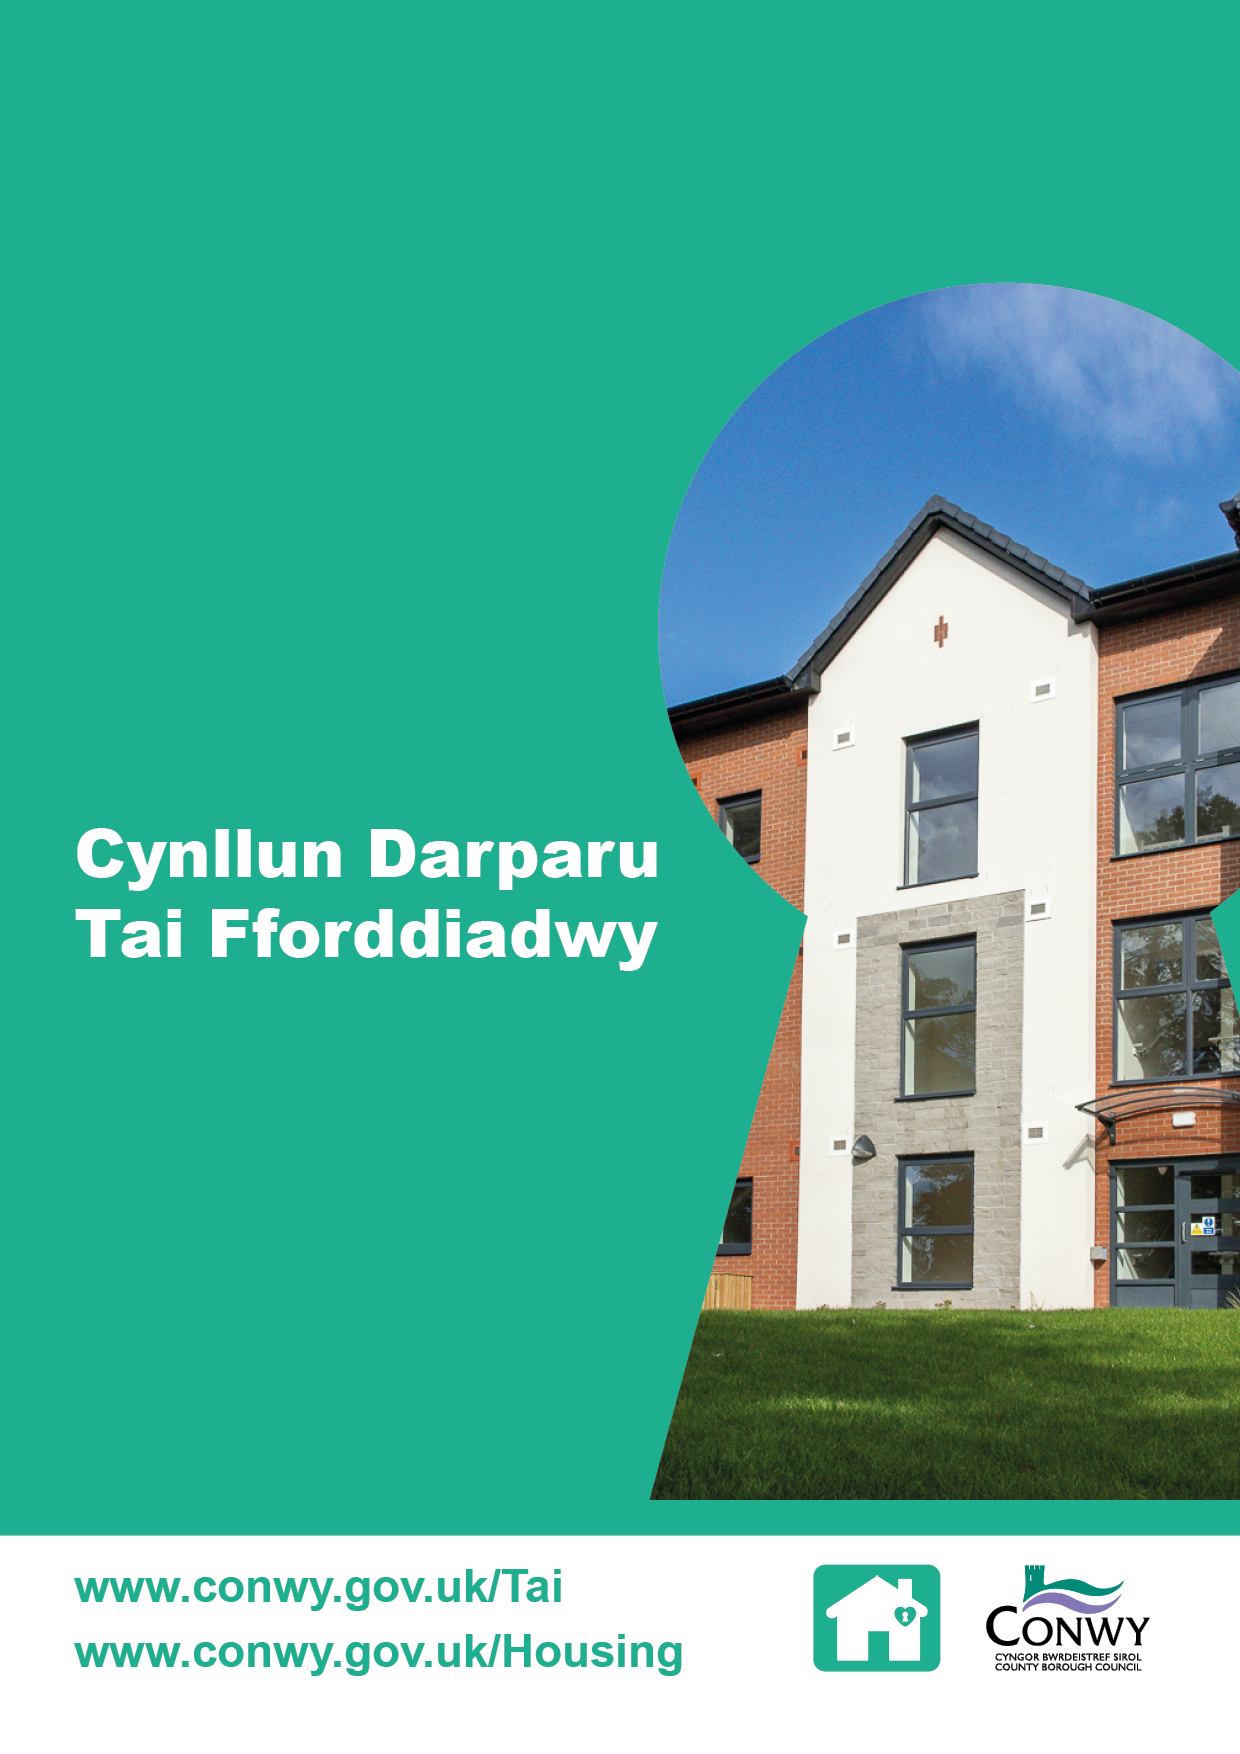 Cynllun Darparu
Tai Fforddiadwy
www.conwy.gov.uk/Tai
www.conwy.gov.uk/Housing
CONWY
CYNGOR BWRDEISTREF SIROL
COUNTY BOROUGH COUNCIL